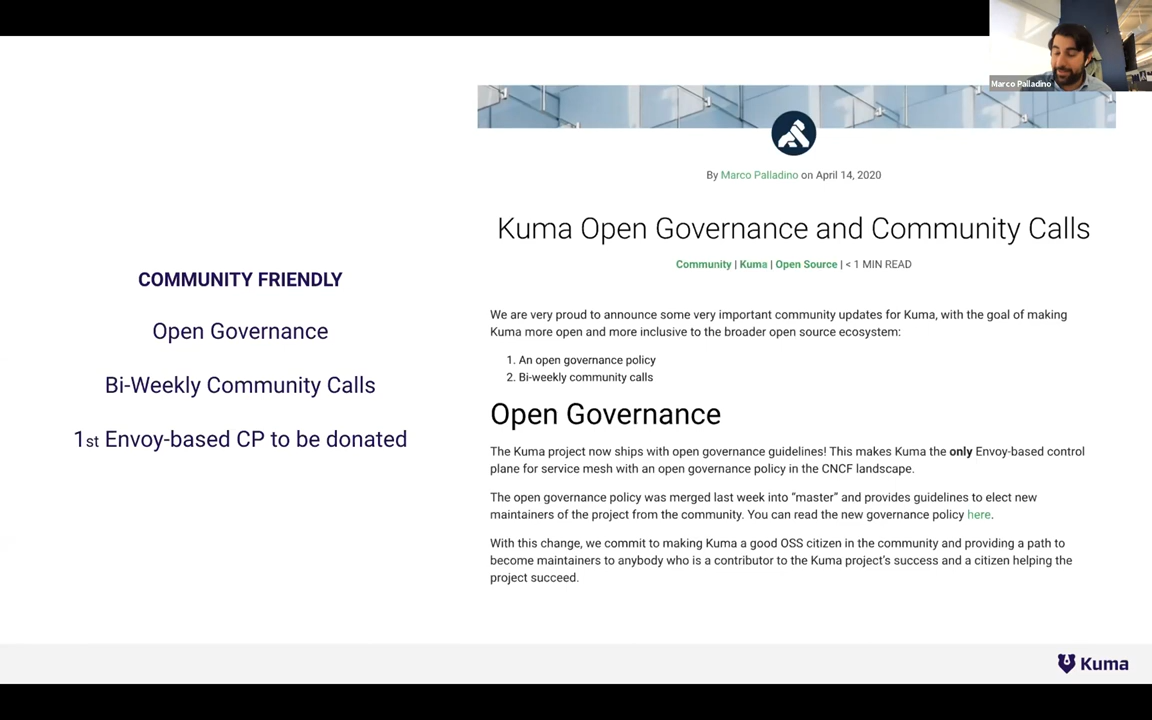 Marco Palladino
By Marco Palladino on April 14, 2020
Kuma Open Governance and Community Calls
Community | Kuma | Open Source | < 1 MIN READ
COMMUNITY FRIENDLY
Open Governance
Bi-Weekly Community Calls
1st Envoy-based CP to be donated
We are very proud to announce some very important community updates for Kuma, with the goal of making
Kuma more open and more inclusive to the broader open source ecosystem:
1. An open governance policy
2. Bi-weekly community calls
Open Governance
The Kuma project now ships with open governance guidelines! This makes Kuma the only Envoy-based control
plane for service mesh with an open governance policy in the CNCF landscape.
The open governance policy was merged last week into “master” and provides guidelines to elect new
maintainers of the project from the community. You can read the new governance policy here.
With this change, we commit to making Kuma a good OSS citizen in the community and providing a path to
become maintainers to anybody who is a contributor to the Kuma project’s success and a citizen helping the
project succeed.
Kuma